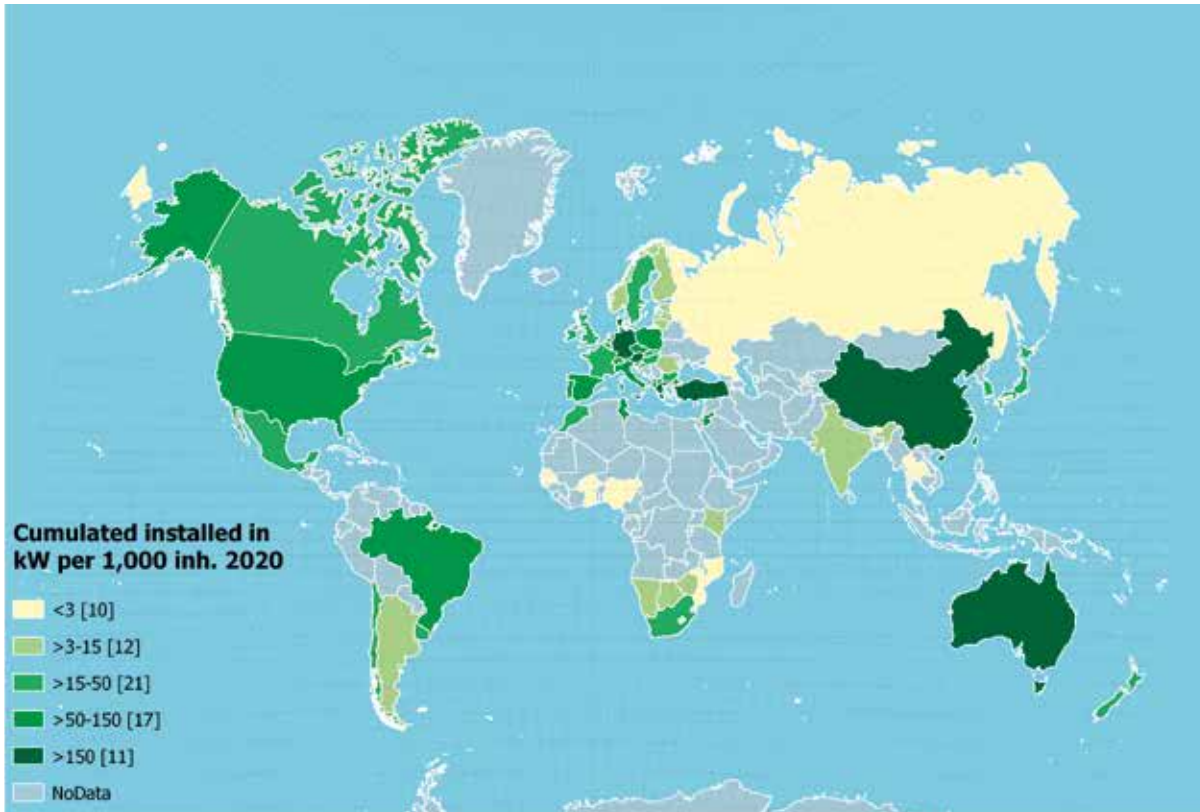 Cumulated installed in
kW per 1,000 inh. 2020
<3 [10]
>3-15 [12]
>15-50 [21]
>50-150 [17]
>150 [11]
NoData